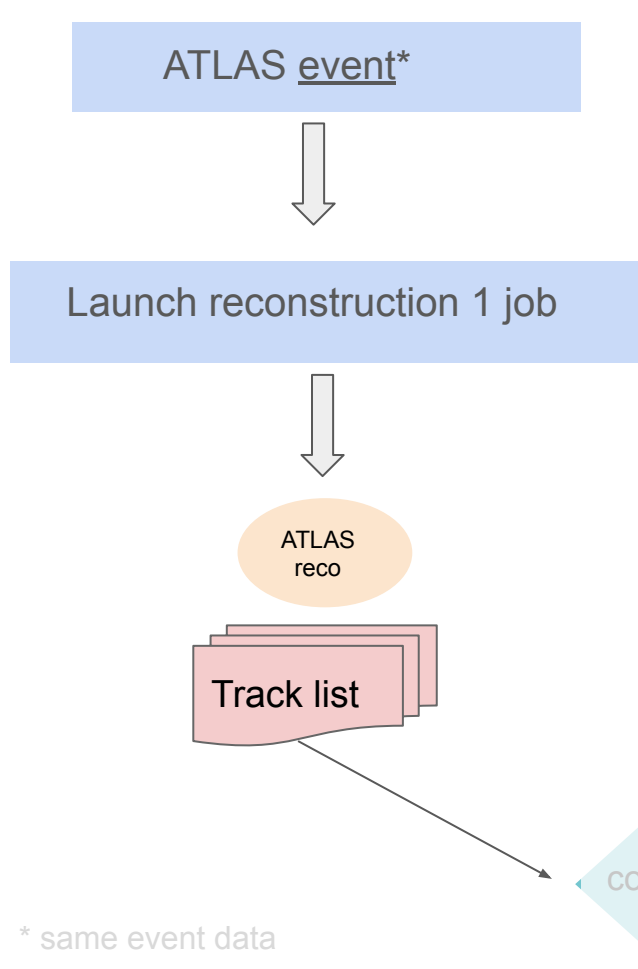 ATLAS event*
Launch reconstruction 1 job
ATLAS
reco
Track list
* same event data